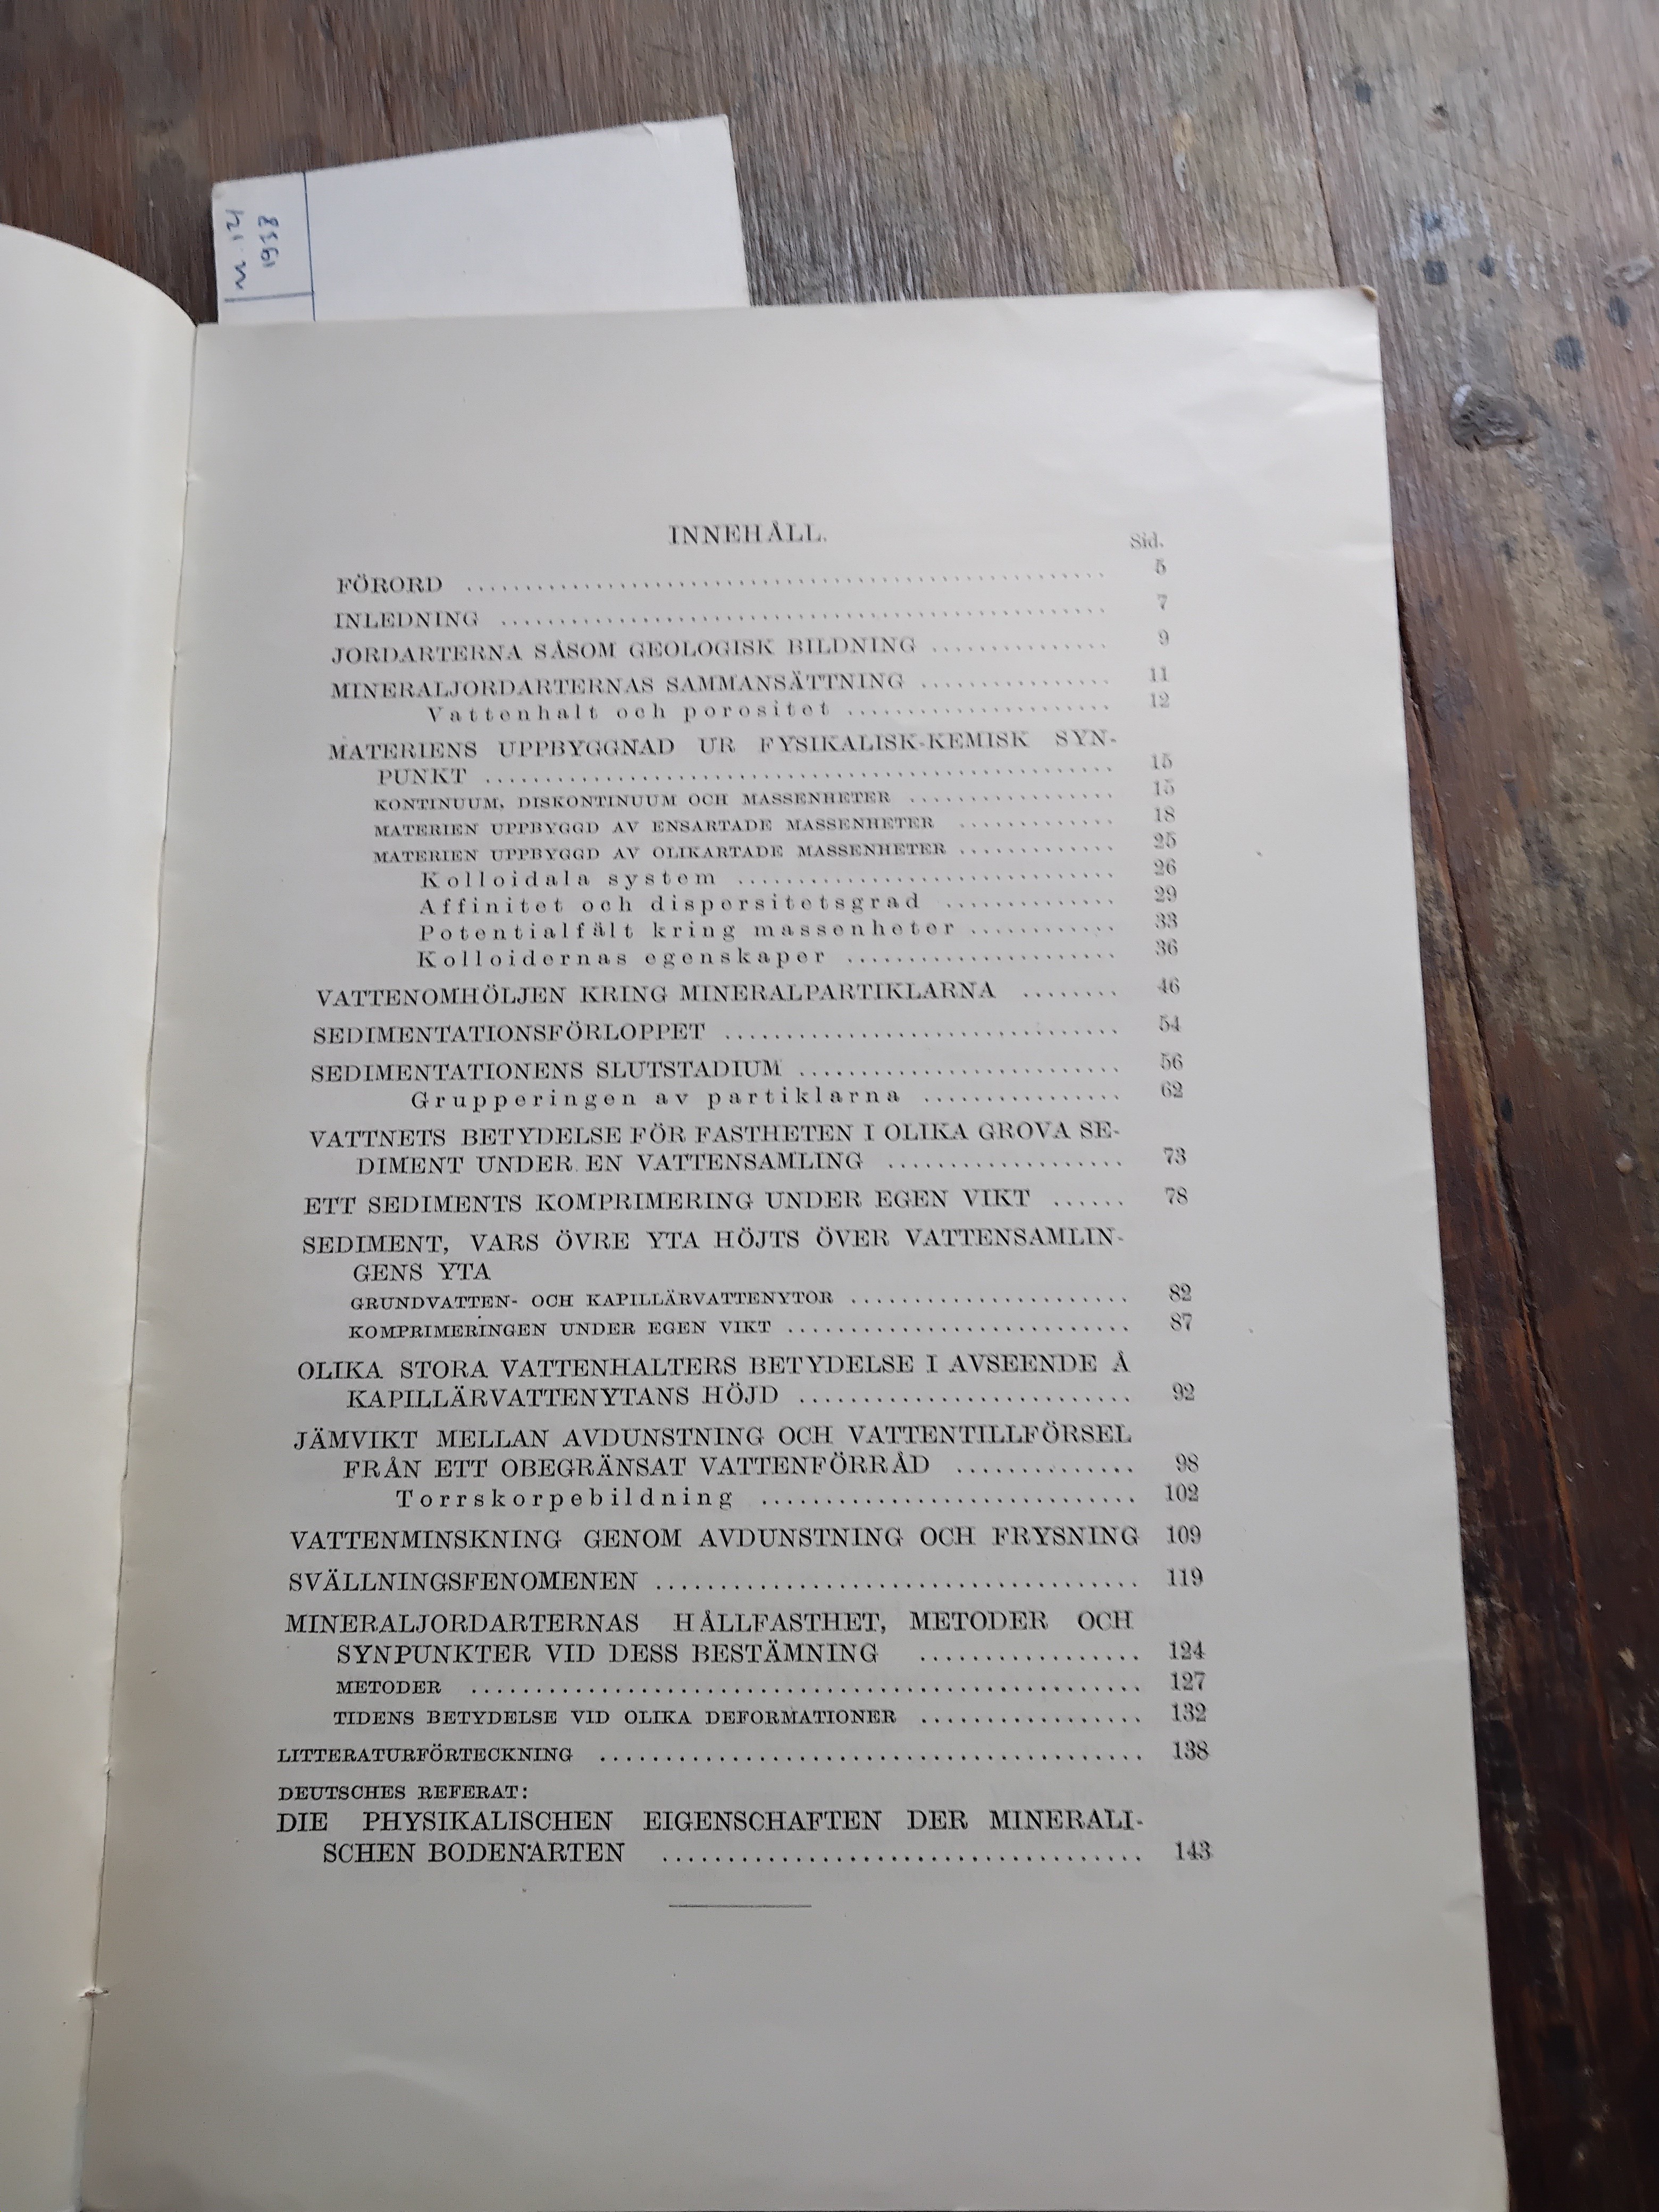 n. 14
1938
INNEHÅLL.
Sid.
FÖRORD ........ 5
INLEDNING ........ 7
JORDARTERNA SÅSOM GEOLOGISK BILDNING ........ 9
MINERALJORDARTERNAS SAMMANSÄTTNING ........ 11
Vattenhalt och porositet ........ 12
MATERIENS UPPBYGGNAD UR FYSIKALISK-KEMISK SYN-
PUNKT ........ 15
KONTINUUM, DISKONTINUUM OCH MASSENHETER ........ 15
MATERIEN UPPBYGGD AV ENSARTADE MASSENHETER ........ 18
MATERIEN UPPBYGGD AV OLIKARTADE MASSENHETER ........ 25
Kolloidala system ........ 26
Affinitet och dispersitetsgrad ........ 29
Potentialfält kring massenheter ........ 33
Kolloidernas egenskaper ........ 36
VATTENOMHÖLJEN KRING MINERALPARTIKLARNA ........ 46
SEDIMENTATIONSFÖRLOPPET ........ 54
SEDIMENTATIONENS SLUTSTADIUM ........ 56
Grupperingen av partiklarna ........ 62
VATTNETS BETYDELSE FÖR FASTHETEN I OLIKA GROVA SE-
DIMENT UNDER EN VATTENSAMLING ........ 73
ETT SEDIMENTS KOMPRIMERING UNDER EGEN VIKT ...... 78
SEDIMENT, VARS ÖVRE YTA HÖJTS ÖVER VATTENSAMLIN-
GENS YTA
GRUNDVATTEN- OCH KAPILLÄRVATTENYTOR ........ 82
KOMPRIMERINGEN UNDER EGEN VIKT ........ 87
OLIKA STORA VATTENHALTERS BETYDELSE I AVSEENDE Å
KAPILLÄRVATTENYTANS HÖJD ........ 92
JÄMVIKT MELLAN AVDUNSTNING OCH VATTENTILLFÖRSEL
FRÅN ETT OBEGRÄNSAT VATTENFÖRRÅD ........ 98
Torrskorpebildning ........ 102
VATTENMINSKNING GENOM AVDUNSTNING OCH FRYSNING 109
SVÄLLNINGSFENOMENEN ........ 119
MINERALJORDARTERNAS HÅLLFASTHET, METODER OCH
SYNPUNKTER VID DESS BESTÄMNING ........ 124
METODER ........ 127
TIDENS BETYDELSE VID OLIKA DEFORMATIONER ........ 132
LITTERATURFÖRTECKNING ........ 138
DEUTSCHES REFERAT:
DIE PHYSIKALISCHEN EIGENSCHAFTEN DER MINERALI-
SCHEN BODENARTEN ........ 143